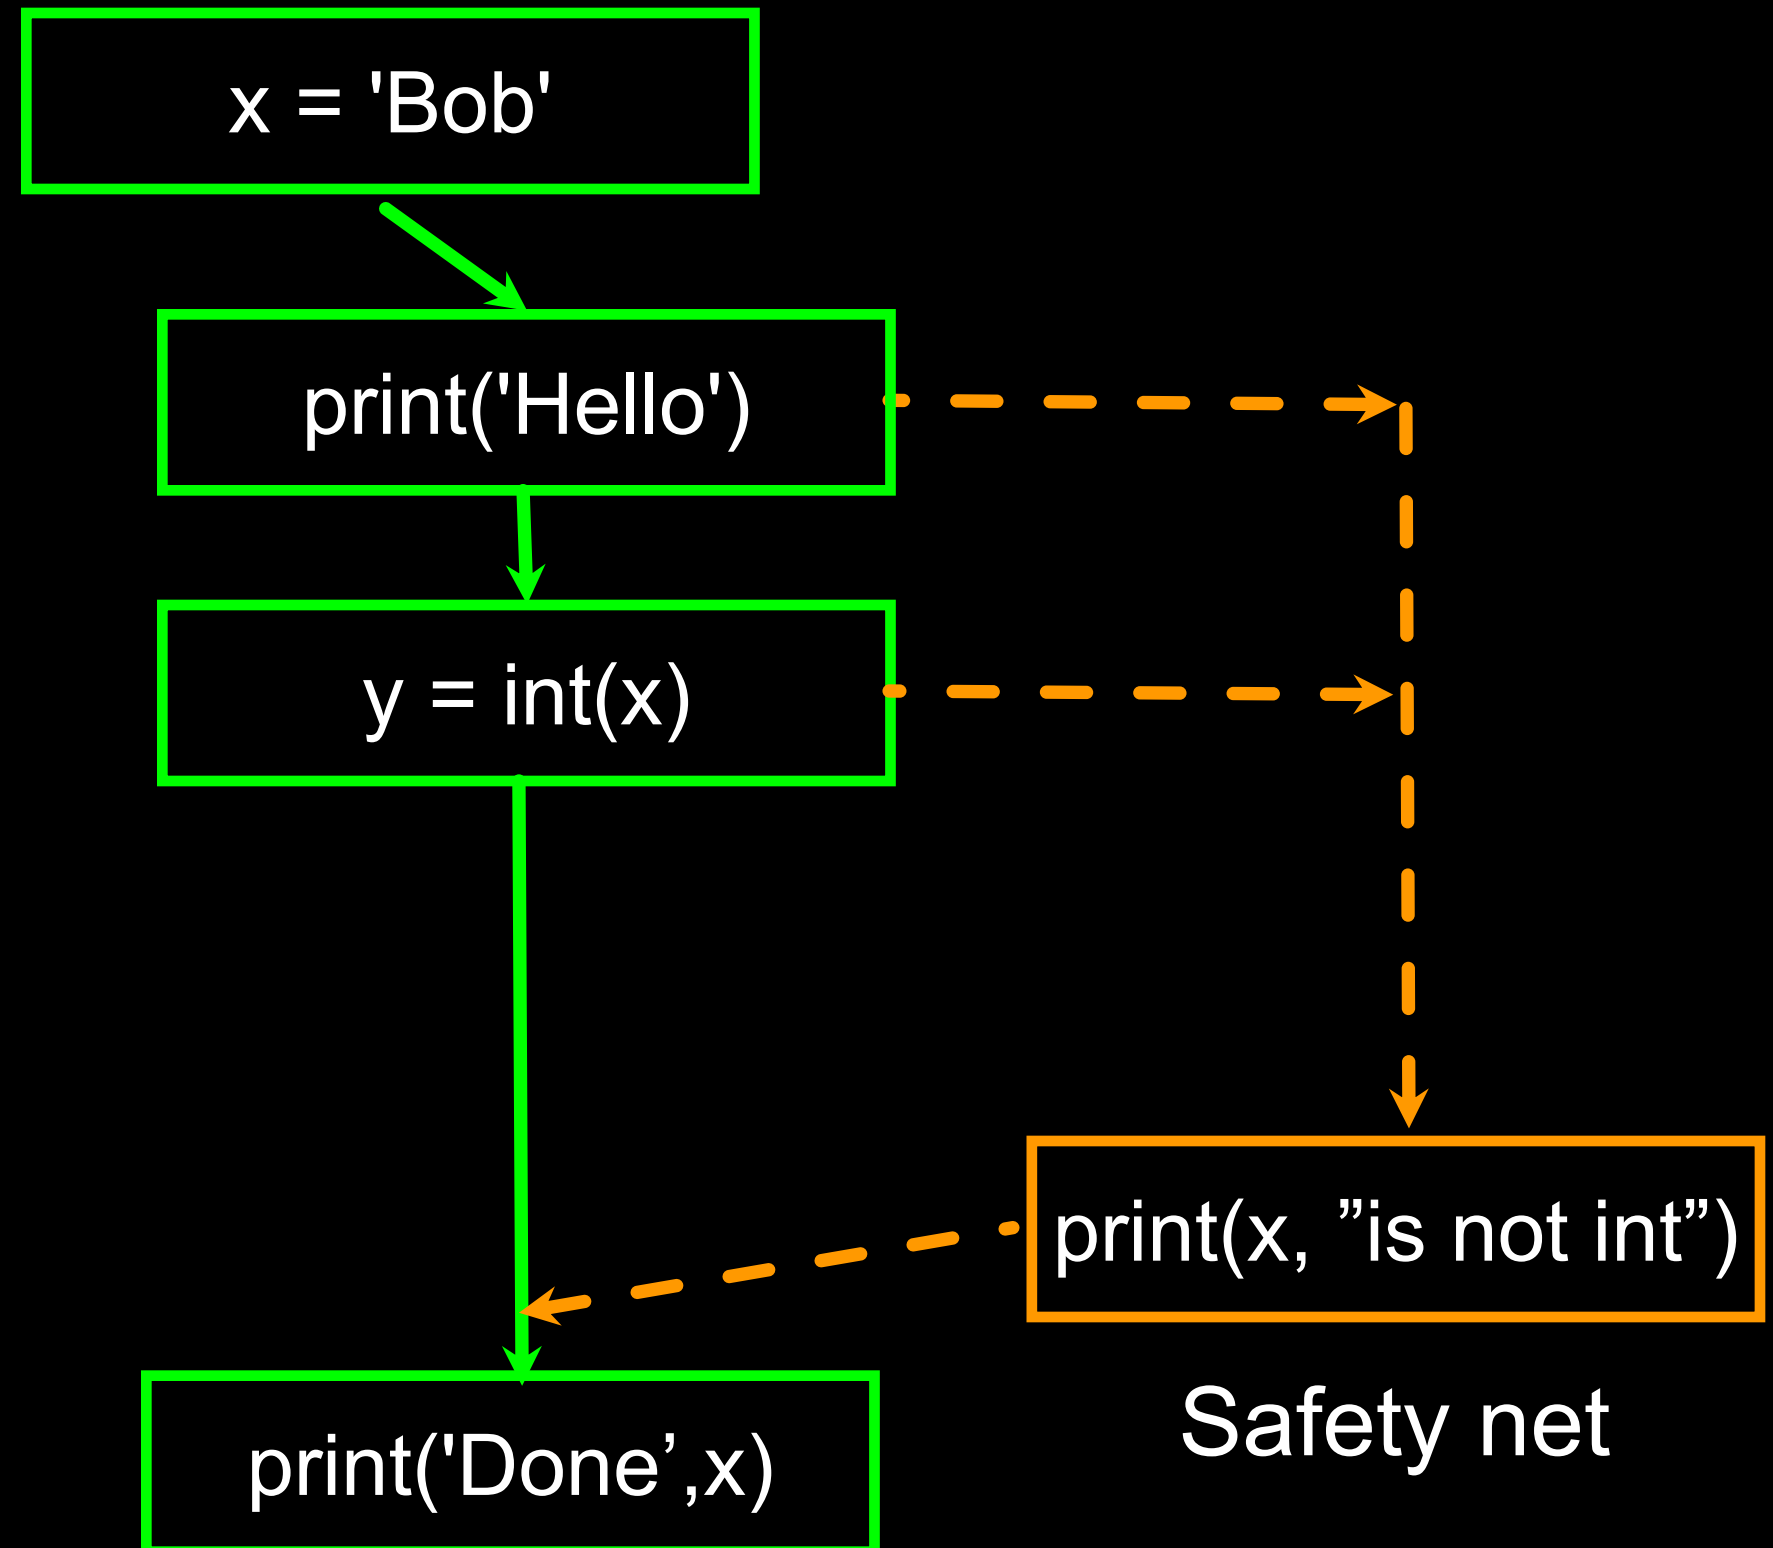 x = 'Bob'
print('Hello')
y = int(x)
print(x, ”is not int”)
Safety net
print('Done’,x)